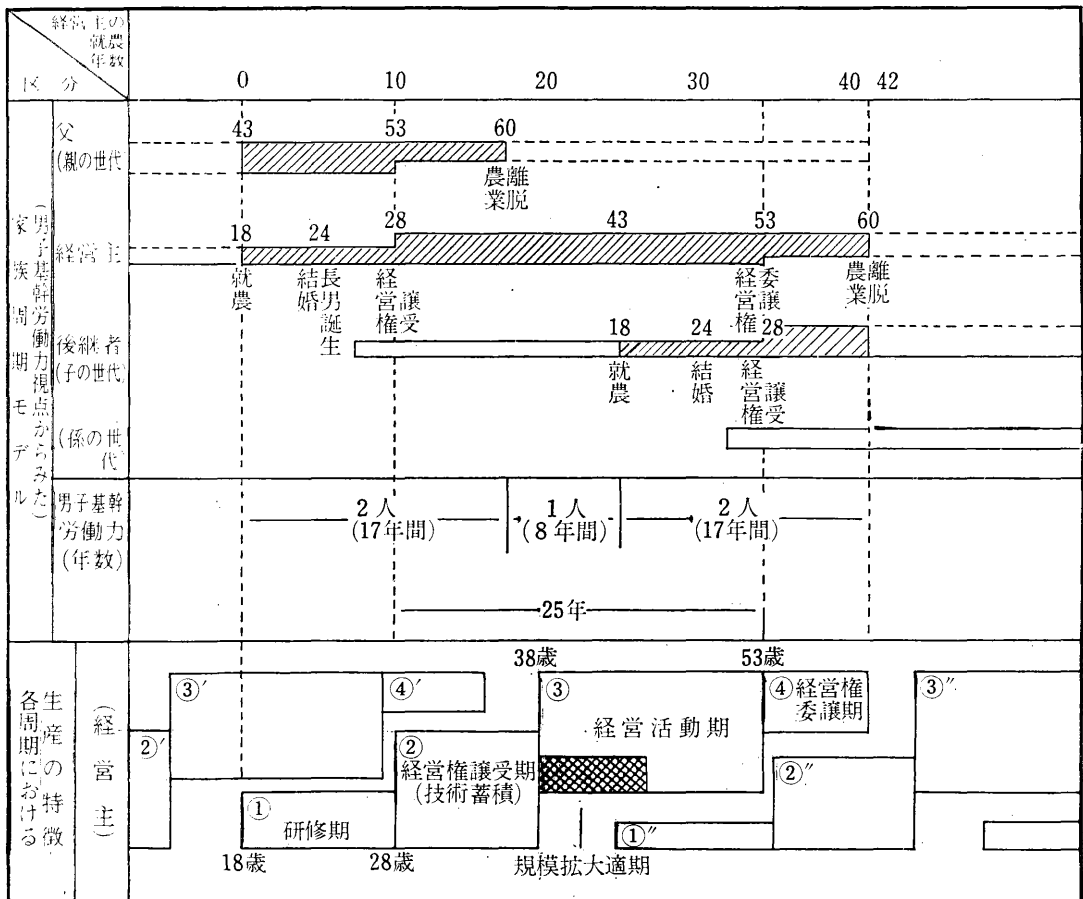 経営主の
就農
年数
区分
0 10 20 30 40 42
家族周期モデル
(男子基幹労働力視点からみた)
父
(親の世代
43 53 60
農業離脱
経営主
18 24 28 43 53 60
就農
結婚
長男誕生
経営権譲受
経営権委譲
農業離脱
後継者
(子の世代)
18 24 28
就農
結婚
経営権譲受
(係の世
代)
男子基幹
労働力
(年数)
2人
(17年間)
1人
(8年間)
2人
(17年間)
25年
各周期における
生産の特徴
(経営主)
38歳 53歳
③′
④′
③
経営活動期
④経営権
委譲期
③″
②′
②
経営権譲受期
(技術蓄積)
②″
①
研修期
①″
18歳 28歳 規模拡大適期